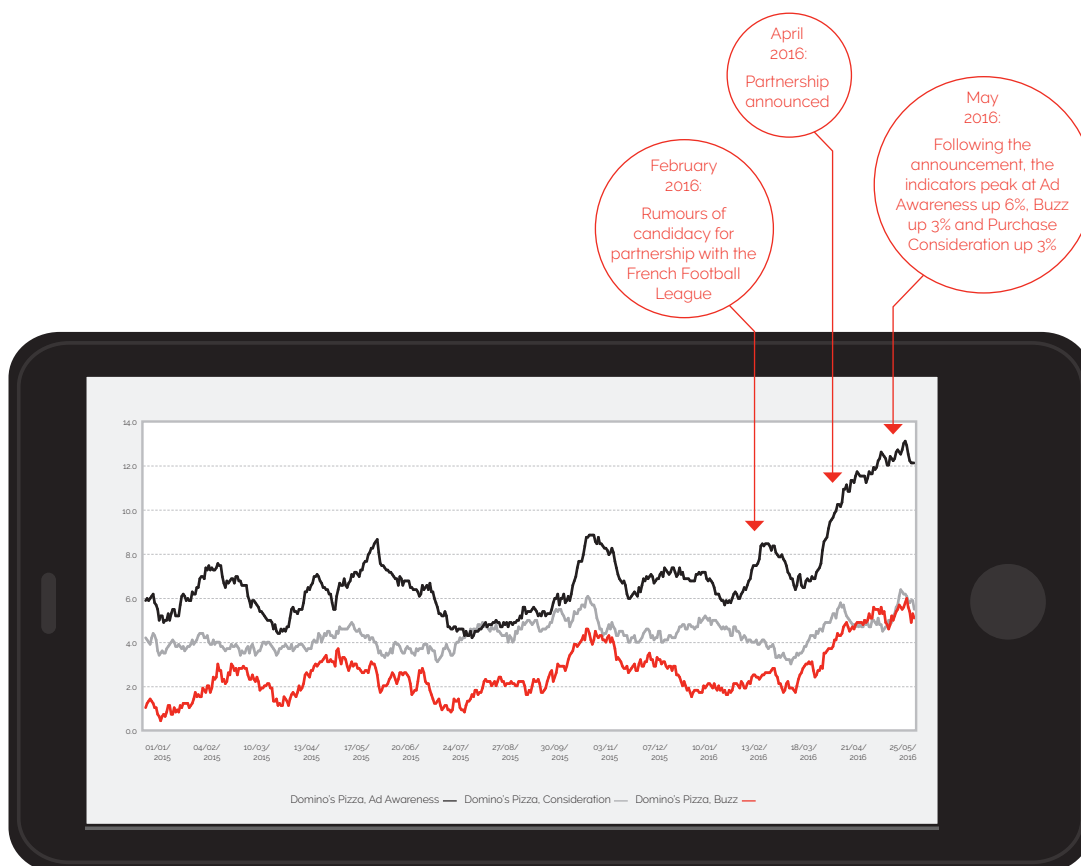 April
2016:
Partnership
announced
May
2016:
Following the
announcement, the
indicators peak at Ad
Awareness up 6%, Buzz
up 3% and Purchase
Consideration up 3%
February
2016:
Rumours of
candidacy for
partnership with the
French Football
League
14.0
12.0
10.0
8.0
6.0
4.0
2.0
0.0
01/01/
2015
04/02/
2015
10/03/
2015
13/04/
2015
17/05/
2015
20/06/
2015
24/07/
2015
27/08/
2015
30/09/
2015
03/11/
2016
07/12/
2016
10/01/
2016
13/02/
2016
18/03/
2016
21/04/
2016
25/05/
2016
Domino's Pizza, Ad Awareness Domino's Pizza, Consideration Domino's Pizza, Buzz